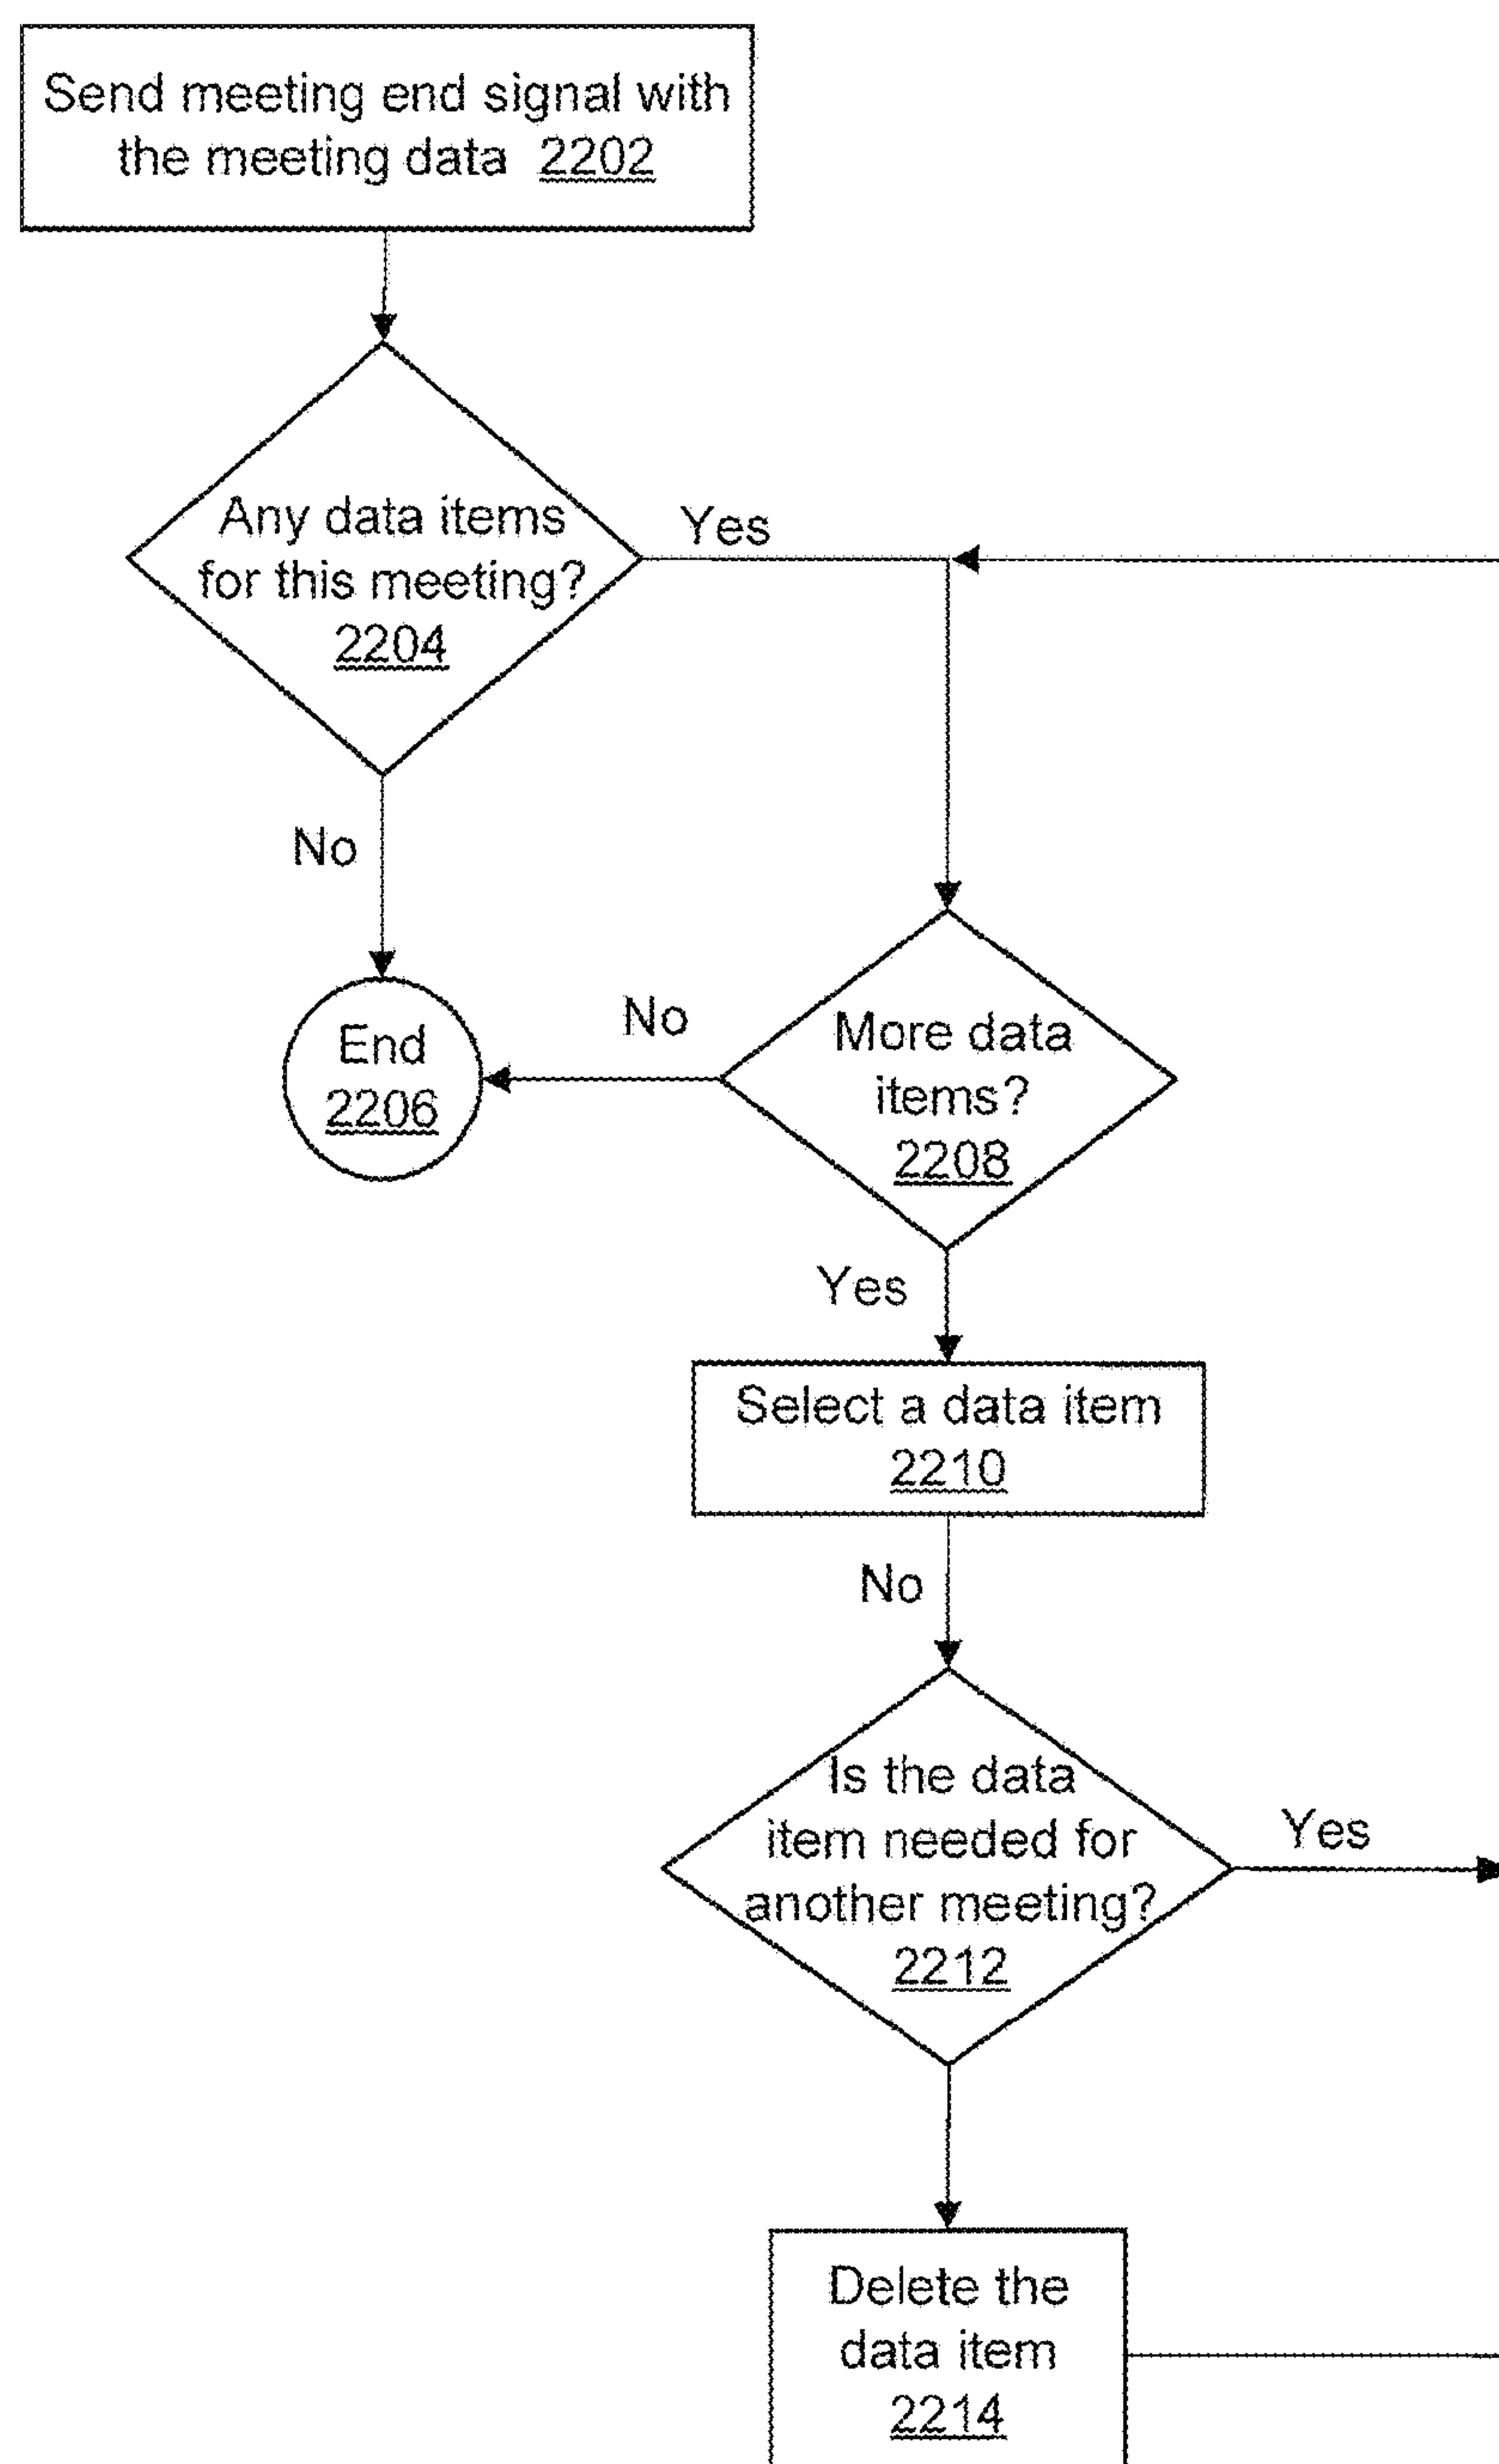 Send meeting end signal with
the meeting data 2202
Any data items
for this meeting?
2204
Yes
No
End
2206
No
More data
items?
2208
Yes
Select a data item
2210
No
Is the data
item needed for
another meeting?
2212
Yes
Delete the
data item
2214